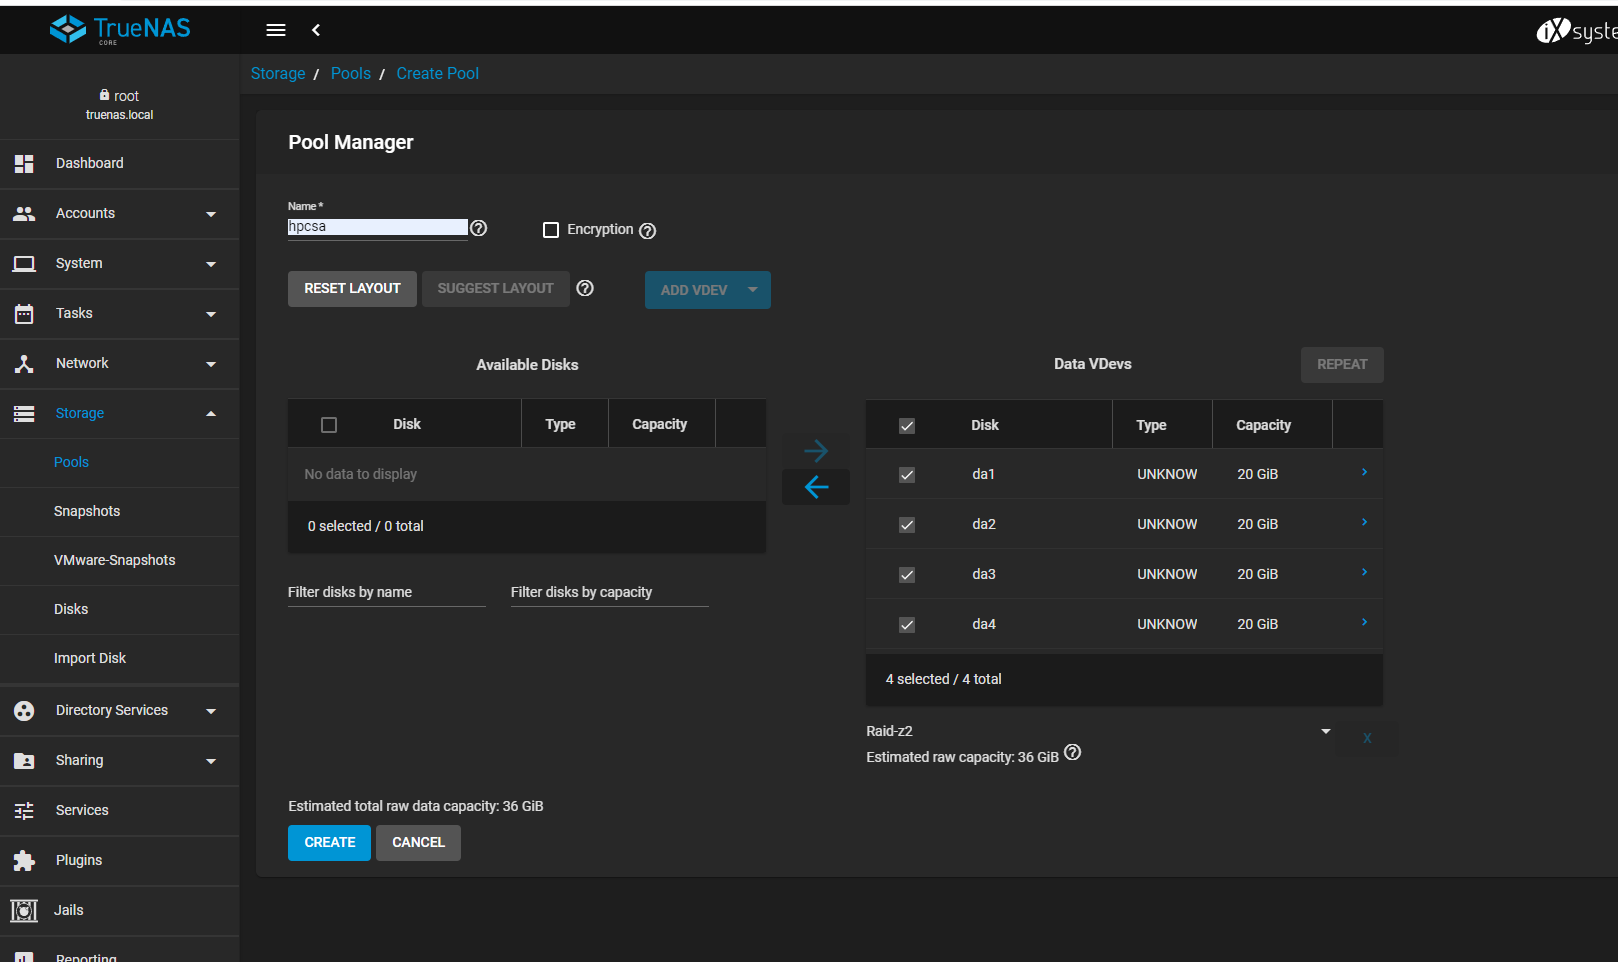 TrueNAS
CORE
iXsyste
root
truenas.local
Dashboard
Accounts
System
Tasks
Network
Storage
Pools
Snapshots
VMware-Snapshots
Disks
Import Disk
Directory Services
Sharing
Services
Plugins
Jails
Reporting
Storage / Pools / Create Pool
Pool Manager
Name *
hpcsa
Encryption
RESET LAYOUT
SUGGEST LAYOUT
ADD VDEV
Available Disks
Disk Type Capacity
No data to display
0 selected / 0 total
Filter disks by name
Filter disks by capacity
Data VDevs
REPEAT
Disk Type Capacity
da1 UNKNOW 20 GiB
da2 UNKNOW 20 GiB
da3 UNKNOW 20 GiB
da4 UNKNOW 20 GiB
4 selected / 4 total
Raid-z2
X
Estimated raw capacity: 36 GiB
Estimated total raw data capacity: 36 GiB
CREATE
CANCEL